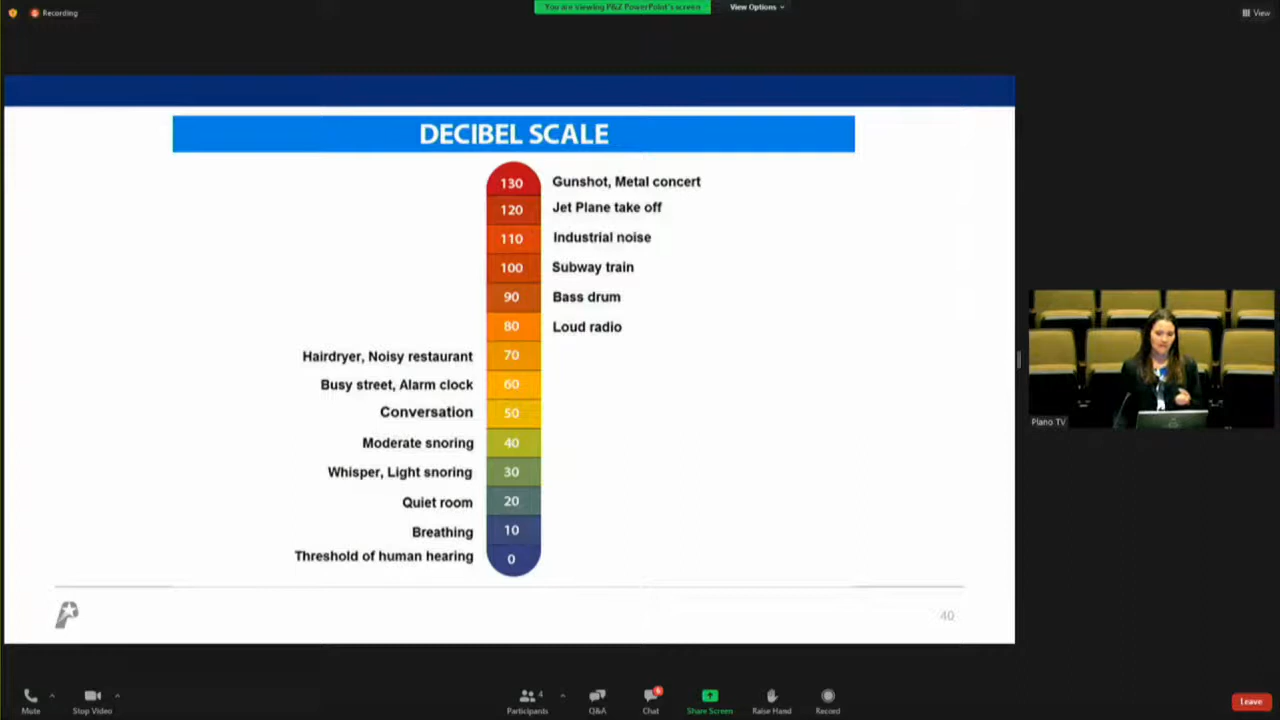 Recording
You are viewing P&Z PowerPoint's screen
View Options
View
DECIBEL SCALE
130 Gunshot, Metal concert
120 Jet Plane take off
110 Industrial noise
100 Subway train
90 Bass drum
80 Loud radio
Hairdryer, Noisy restaurant 70
Busy street, Alarm clock 60
Conversation 50
Moderate snoring 40
Whisper, Light snoring 30
Quiet room 20
Breathing 10
Threshold of human hearing 0
40
Plano TV
Mute
Stop Video
4
Participants
Q&A
6
Chat
Share Screen
Raise Hand
Record
Leave